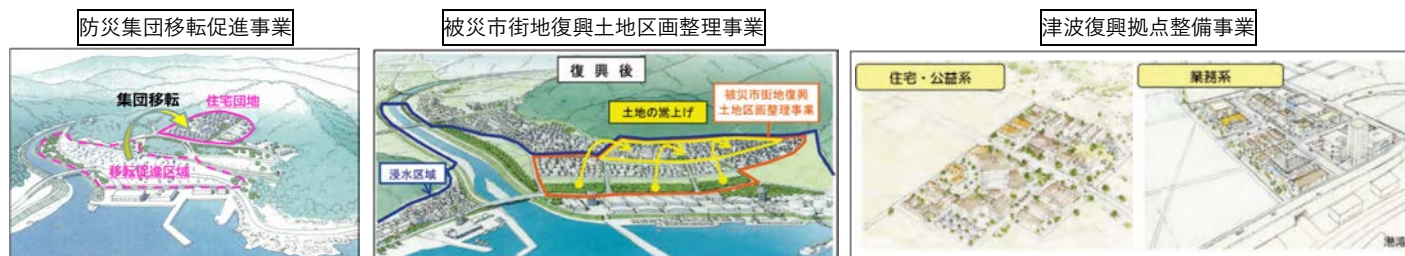 防災集団移転促進事業
集団移転
住宅団地
移転促進区域
被災市街地復興土地区画整理事業
復興後
被災市街地復興
土地区画整理事業
土地の嵩上げ
浸水区域
津波復興拠点整備事業
住宅・公益系
業務系
港湾